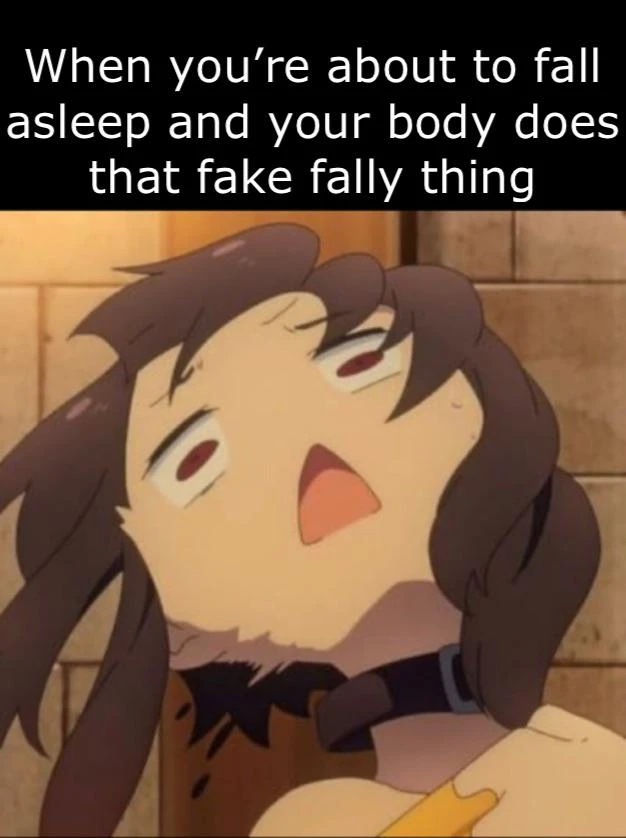 When you’re about to fall
asleep and your body does
that fake fally thing